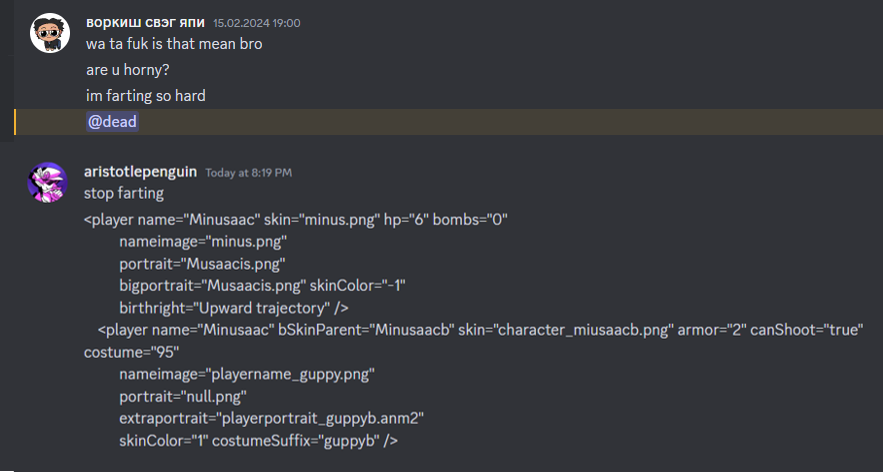 воркиш свэг япи 15.02.2024 19:00
wa ta fuk is that mean bro
are u horny?
im farting so hard
@dead
aristotlepenguin Today at 8:19 PM
stop farting
<player name="Minusaac" skin="minus.png" hp="6" bombs="0"
nameimage="minus.png"
portrait="Musaacis.png"
bigportrait="Musaacis.png" skinColor="-1"
birthright="Upward trajectory" />
<player name="Minusaac" bSkinParent="Minusaacb" skin="character_miusaacb.png" armor="2" canShoot="true"
costume="95"
nameimage="playername_guppy.png"
portrait="null.png"
extraportrait="playerportrait_guppyb.anm2"
skinColor="1" costumeSuffix="guppyb" />